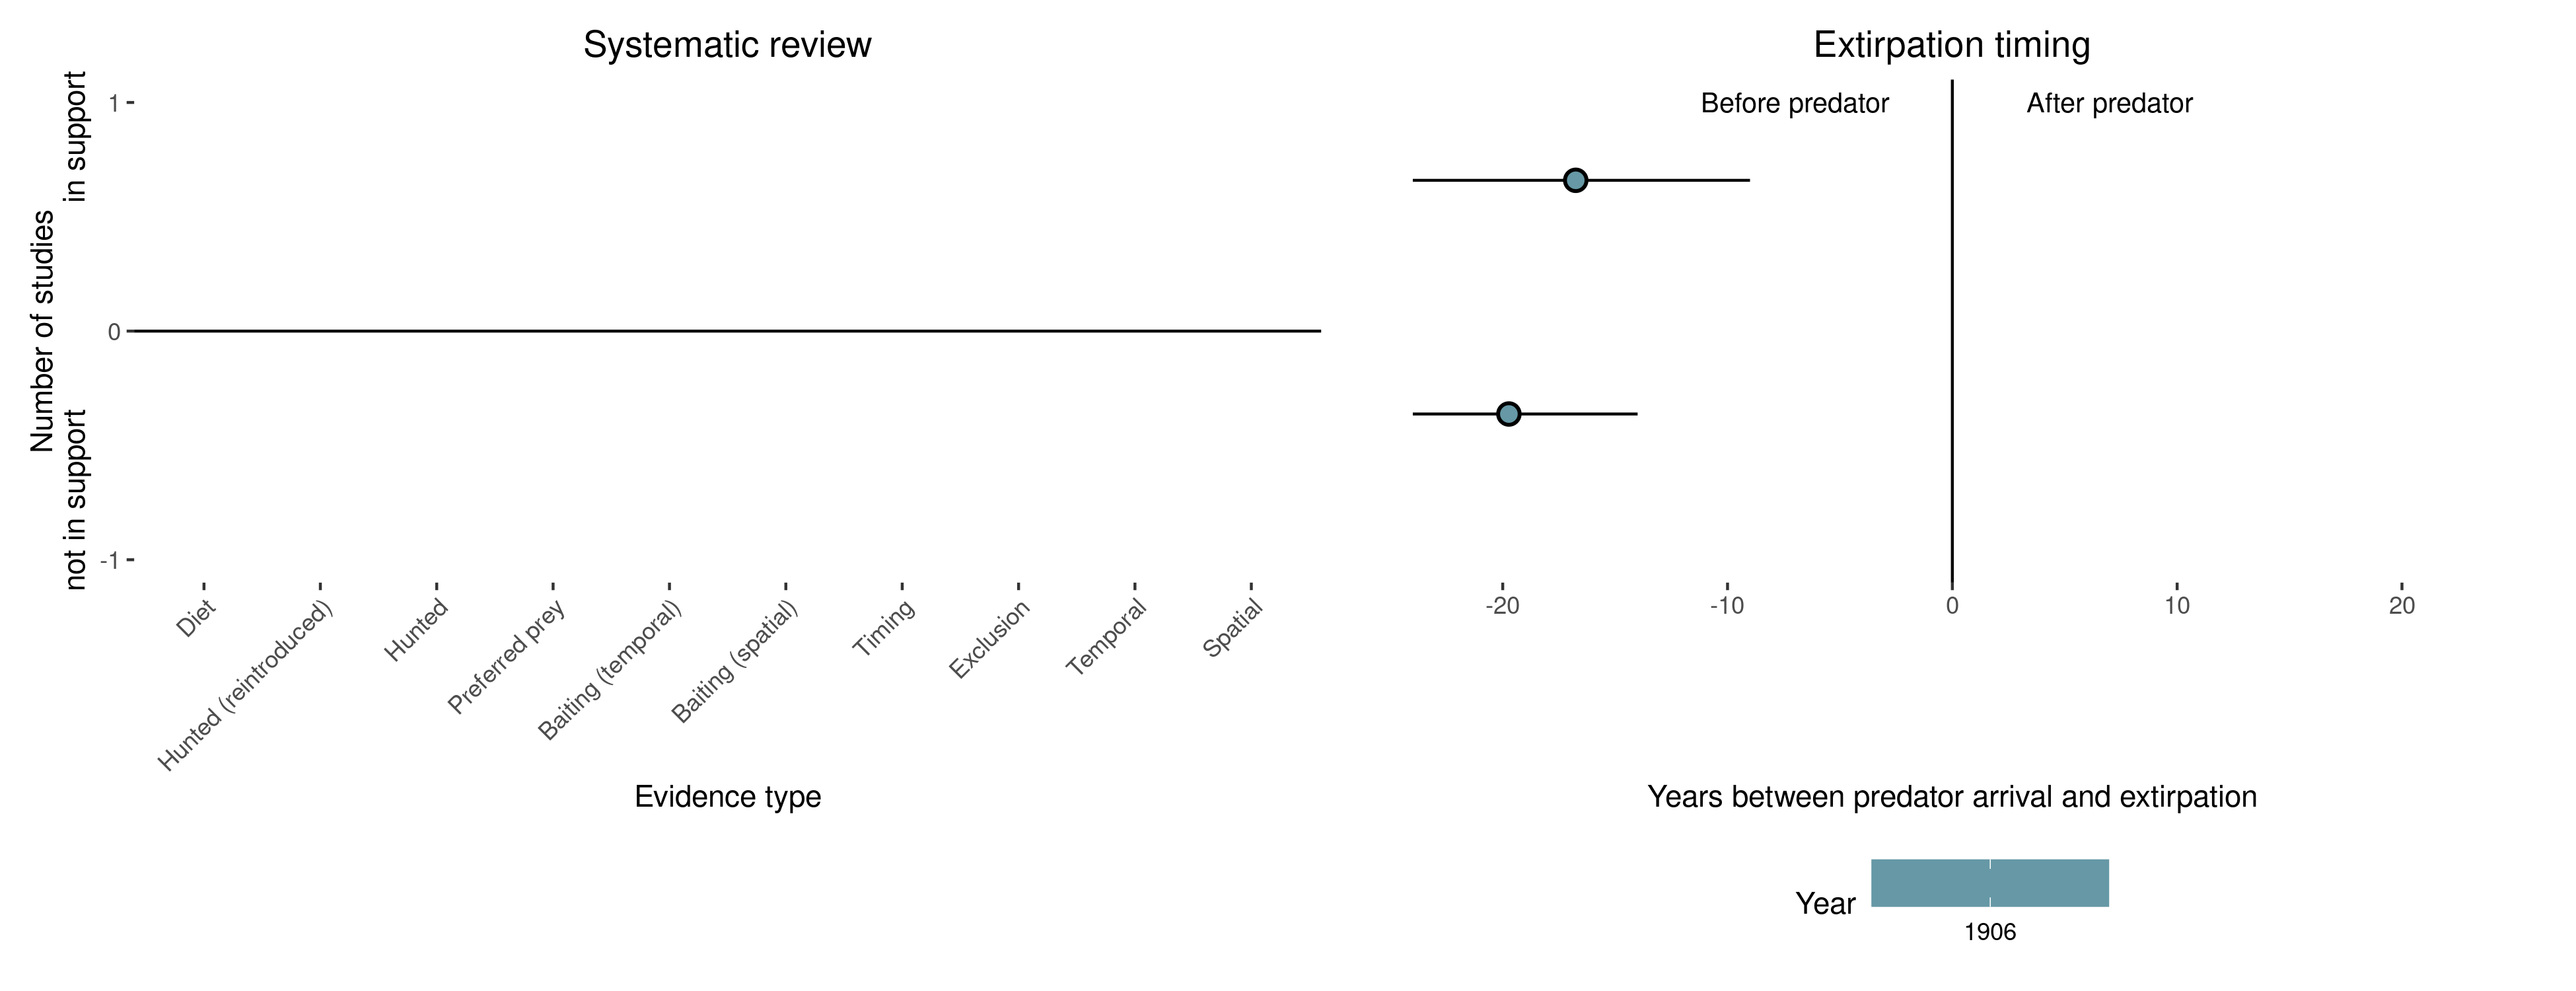 Systematic review
Number of studies
not in support
in support
1
0
-1
Diet
Hunted (reintroduced)
Hunted
Preferred prey
Baiting (temporal)
Baiting (spatial)
Timing
Exclusion
Temporal
Spatial
Evidence type
Extirpation timing
Before predator
After predator
-20
-10
0
10
20
Years between predator arrival and extirpation
Year
1906